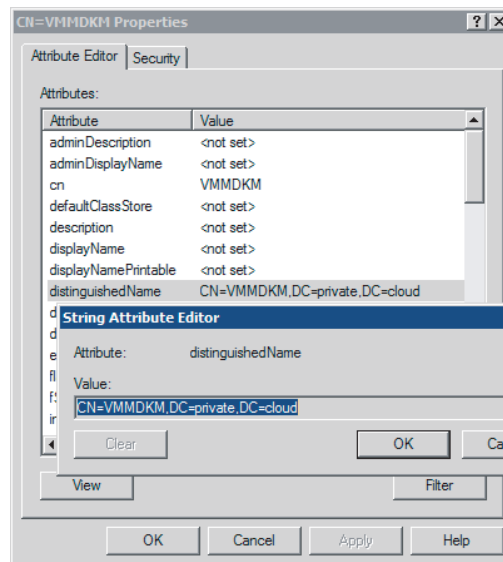 CN=VMMDKM Properties
Attribute Editor
Security
Attributes:
Attribute Value
adminDescription <not set>
adminDisplayName <not set>
cn VMMDKM
defaultClassStore <not set>
description <not set>
displayName <not set>
displayNamePrintable <not set>
distinguishedName CN=VMMDKM,DC=private,DC=cloud
String Attribute Editor
Attribute: distinguishedName
Value:
CN=VMMDKM,DC=private,DC=cloud
Clear OK
View Filter
OK Cancel Apply Help